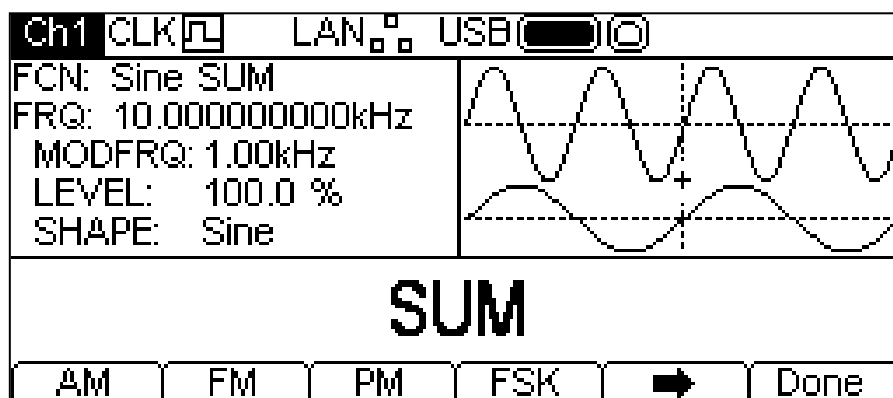 Ch1 CLK LAN USB
FCN: Sine SUM
FRQ: 10.000000000kHz
MODFRQ: 1.00kHz
LEVEL: 100.0 %
SHAPE: Sine
SUM
AM FM PM FSK Done